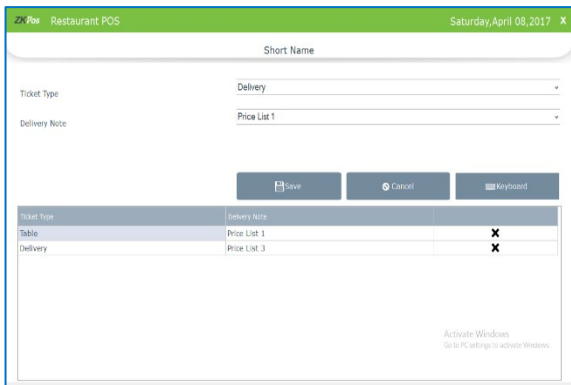 ZKPos Restaurant POS Saturday,April 08,2017 X
Short Name
Ticket Type Delivery
Delivery Note Price List 1
Save Cancel Keyboard
Ticket Type Delivery Note
Table Price List 1
Delivery Price List 3
Activate Windows
Go to PC settings to activate Windows.